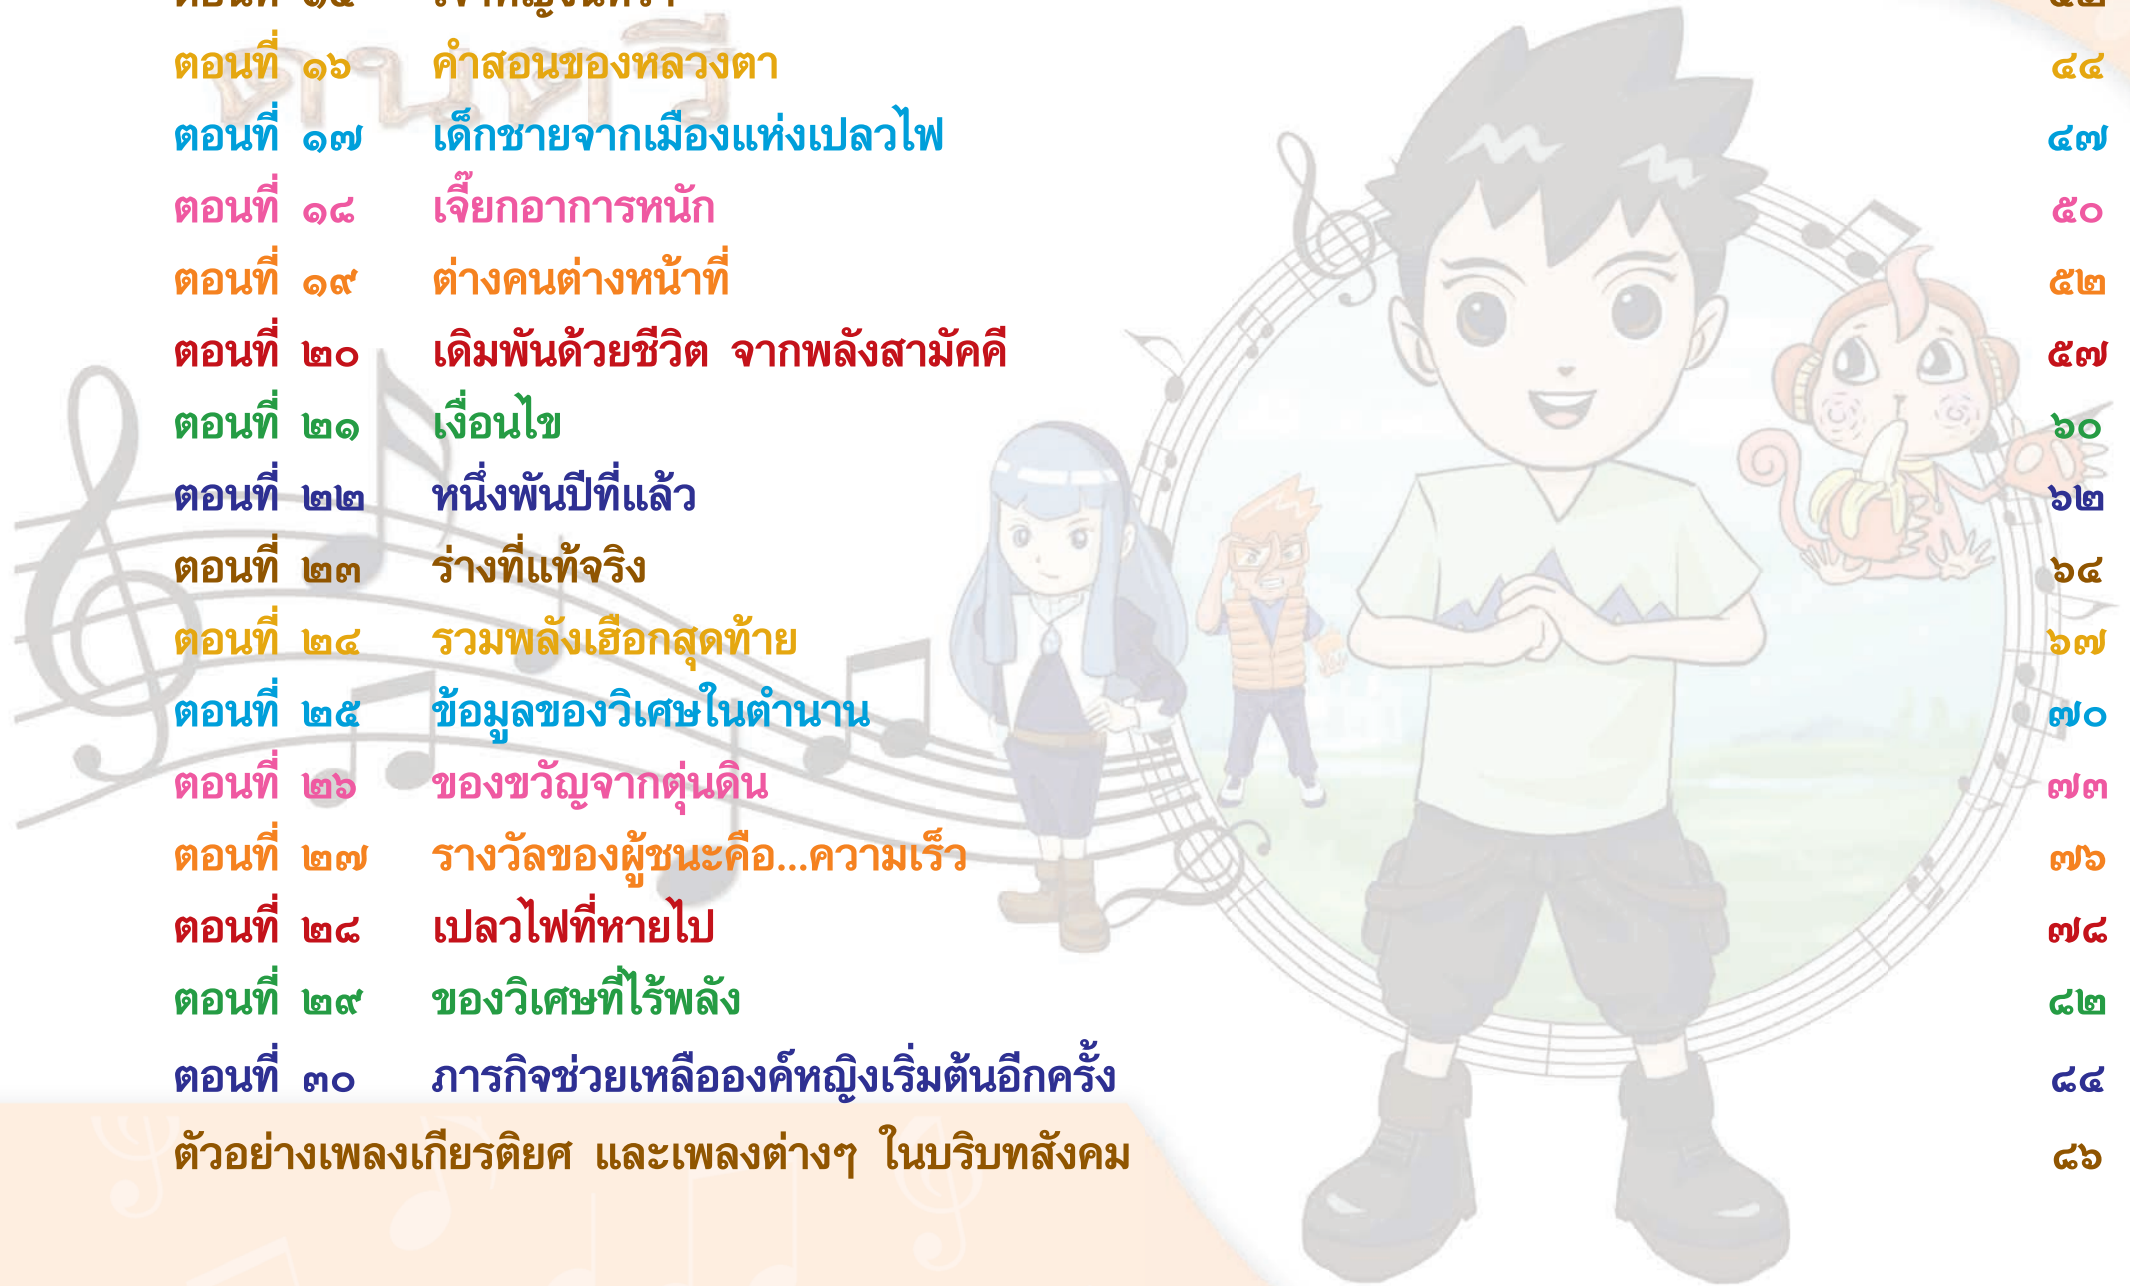 ตอนที่ ๑๖ คำสอนของหลวงตา ๔๔
ตอนที่ ๑๗ เด็กชายจากเมืองแห่งเปลวไฟ ๔๗
ตอนที่ ๑๘ เจี๊ยกอาการหนัก ๕๐
ตอนที่ ๑๙ ต่างคนต่างหน้าที่ ๕๒
ตอนที่ ๒๐ เดิมพันด้วยชีวิต จากพลังสามัคคี ๕๗
ตอนที่ ๒๑ เงื่อนไข ๖๐
ตอนที่ ๒๒ หนึ่งพันปีที่แล้ว ๖๒
ตอนที่ ๒๓ ร่างที่แท้จริง ๖๔
ตอนที่ ๒๔ รวมพลังเฮือกสุดท้าย ๖๗
ตอนที่ ๒๕ ข้อมูลของวิเศษในตำนาน ๗๐
ตอนที่ ๒๖ ของขวัญจากตุ่นดิน ๗๓
ตอนที่ ๒๗ รางวัลของผู้ชนะคือ...ความเร็ว ๗๖
ตอนที่ ๒๘ เปลวไฟที่หายไป ๗๘
ตอนที่ ๒๙ ของวิเศษที่ไร้พลัง ๘๒
ตอนที่ ๓๐ ภารกิจช่วยเหลือองค์หญิงเริ่มต้นอีกครั้ง ๘๔
ตัวอย่างเพลงเกียรติยศ และเพลงต่างๆ ในบริบทสังคม ๘๖